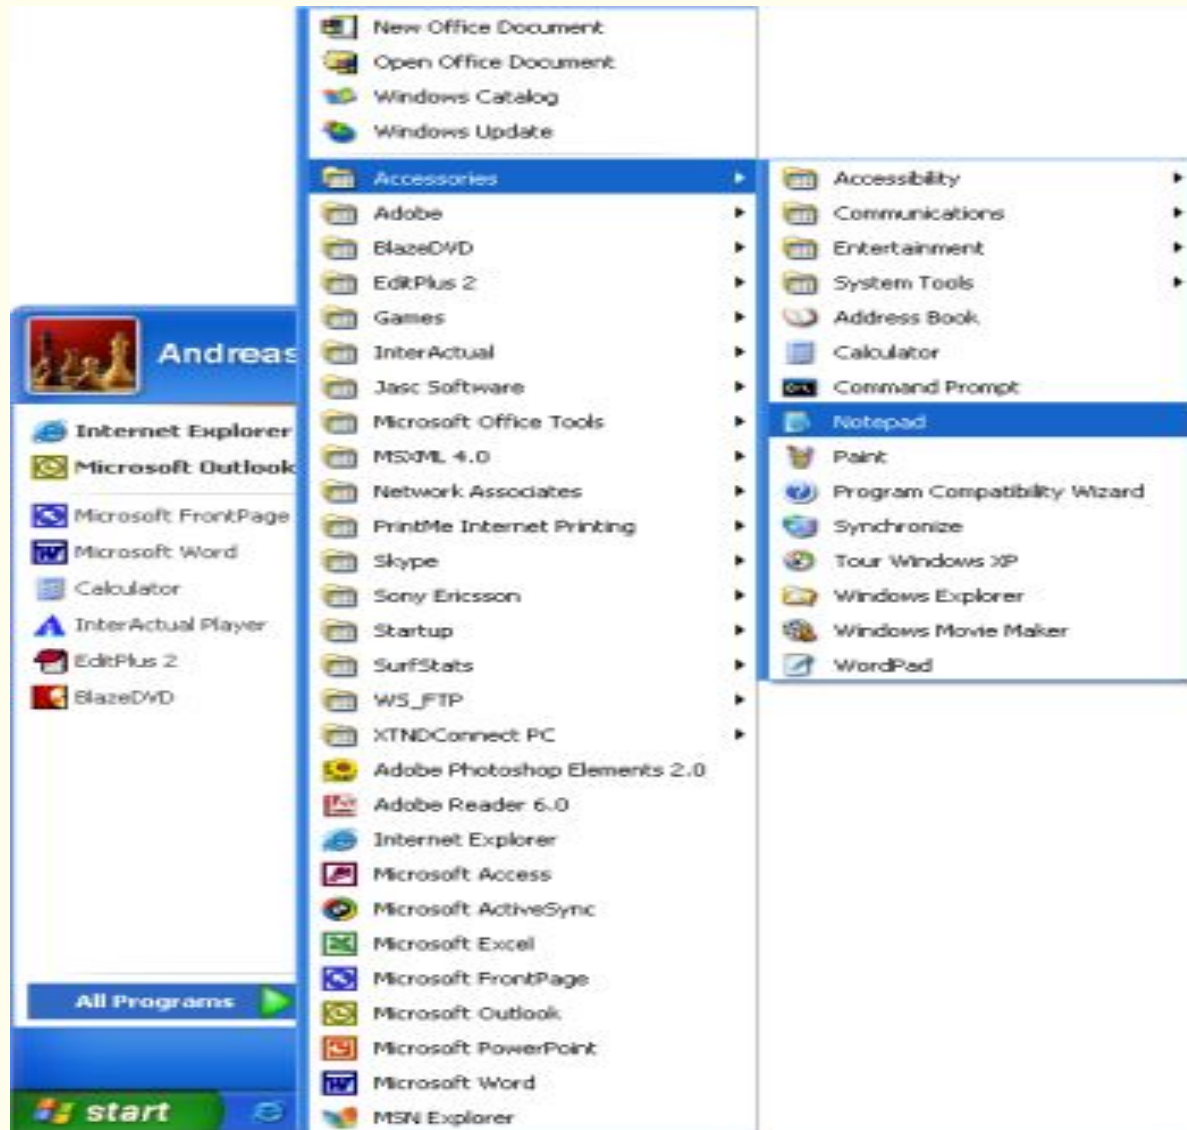 New Office Document
Open Office Document
Windows Catalog
Windows Update
Accessories
Adobe
BlazeDVD
EditPlus 2
Games
InterActual
Jasc Software
Microsoft Office Tools
MSXML 4.0
Network Associates
PrintMe Internet Printing
Skype
Sony Ericsson
Startup
SurfStats
WS_FTP
XTNDConnect PC
Adobe Photoshop Elements 2.0
Adobe Reader 6.0
Internet Explorer
Microsoft Access
Microsoft ActiveSync
Microsoft Excel
Microsoft FrontPage
Microsoft Outlook
Microsoft PowerPoint
Microsoft Word
MSN Explorer
Accessibility
Communications
Entertainment
System Tools
Address Book
Calculator
Command Prompt
Notepad
Paint
Program Compatibility Wizard
Synchronize
Tour Windows XP
Windows Explorer
Windows Movie Maker
WordPad
Andreas
Internet Explorer
Microsoft Outlook
Microsoft FrontPage
Microsoft Word
Calculator
InterActual Player
EditPlus 2
BlazeDVD
All Programs
start